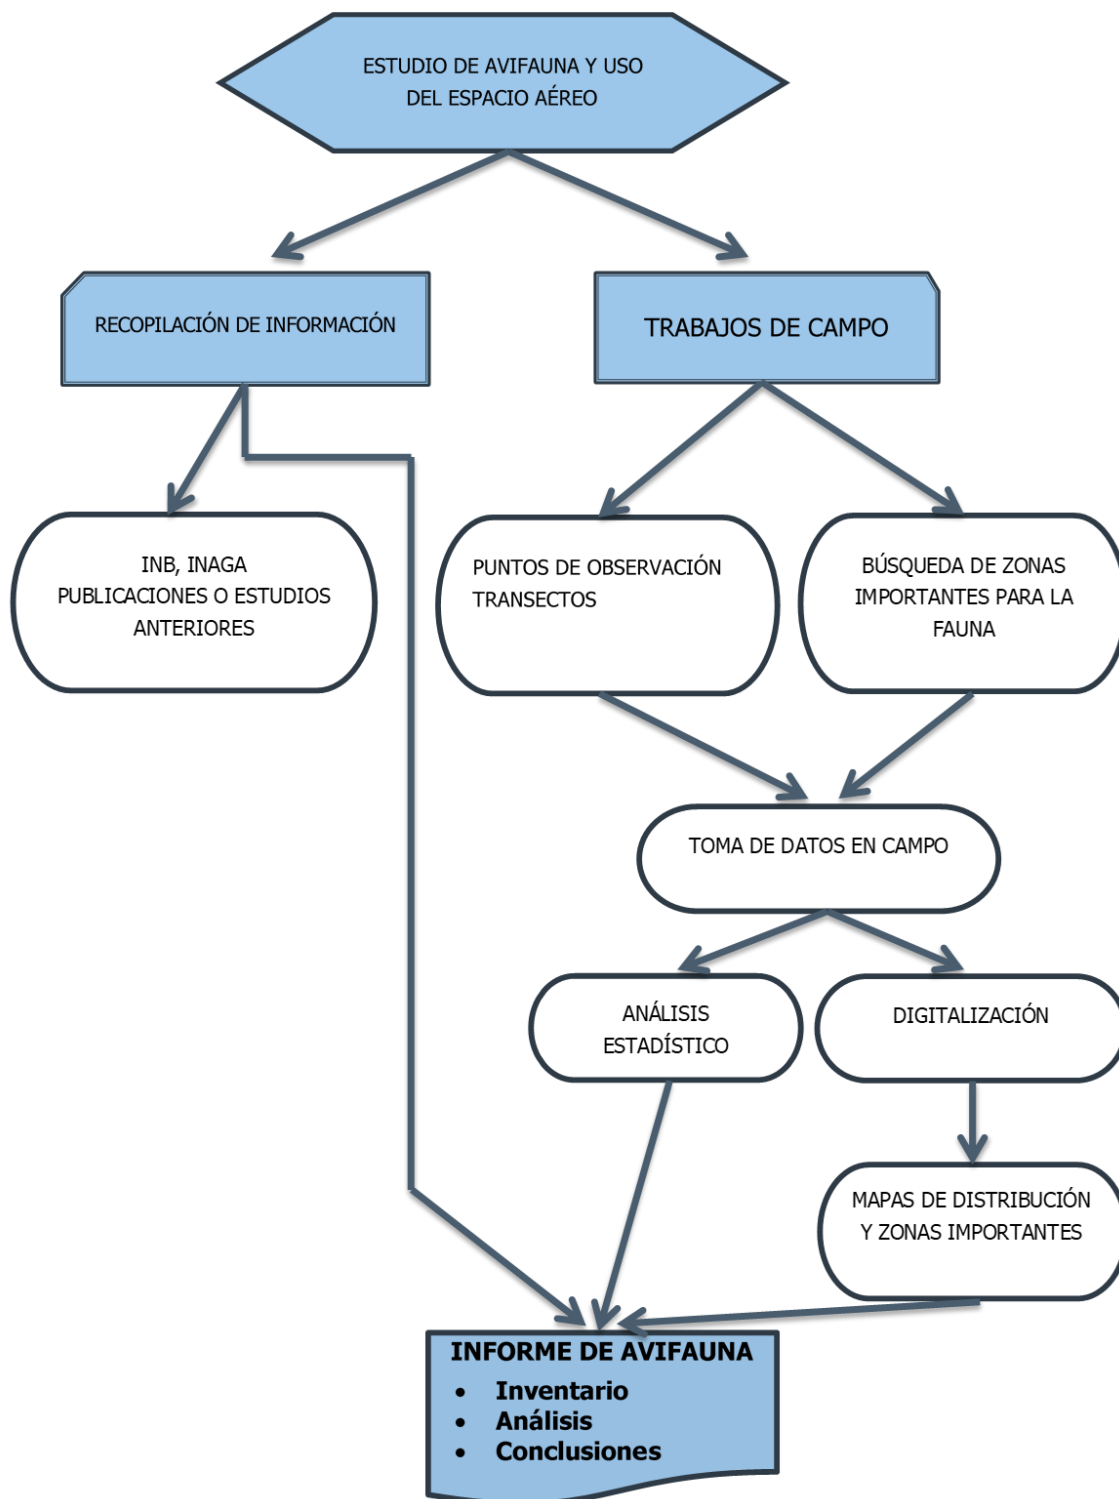 ESTUDIO DE AVIFAUNA Y USO
DEL ESPACIO AÉREO
RECOPILACIÓN DE INFORMACIÓN
TRABAJOS DE CAMPO
INB, INAGA
PUBLICACIONES O ESTUDIOS
ANTERIORES
PUNTOS DE OBSERVACIÓN
TRANSECTOS
BÚSQUEDA DE ZONAS
IMPORTANTES PARA LA
FAUNA
TOMA DE DATOS EN CAMPO
ANÁLISIS
ESTADÍSTICO
DIGITALIZACIÓN
MAPAS DE DISTRIBUCIÓN
Y ZONAS IMPORTANTES
INFORME DE AVIFAUNA
• Inventario
• Análisis
• Conclusiones